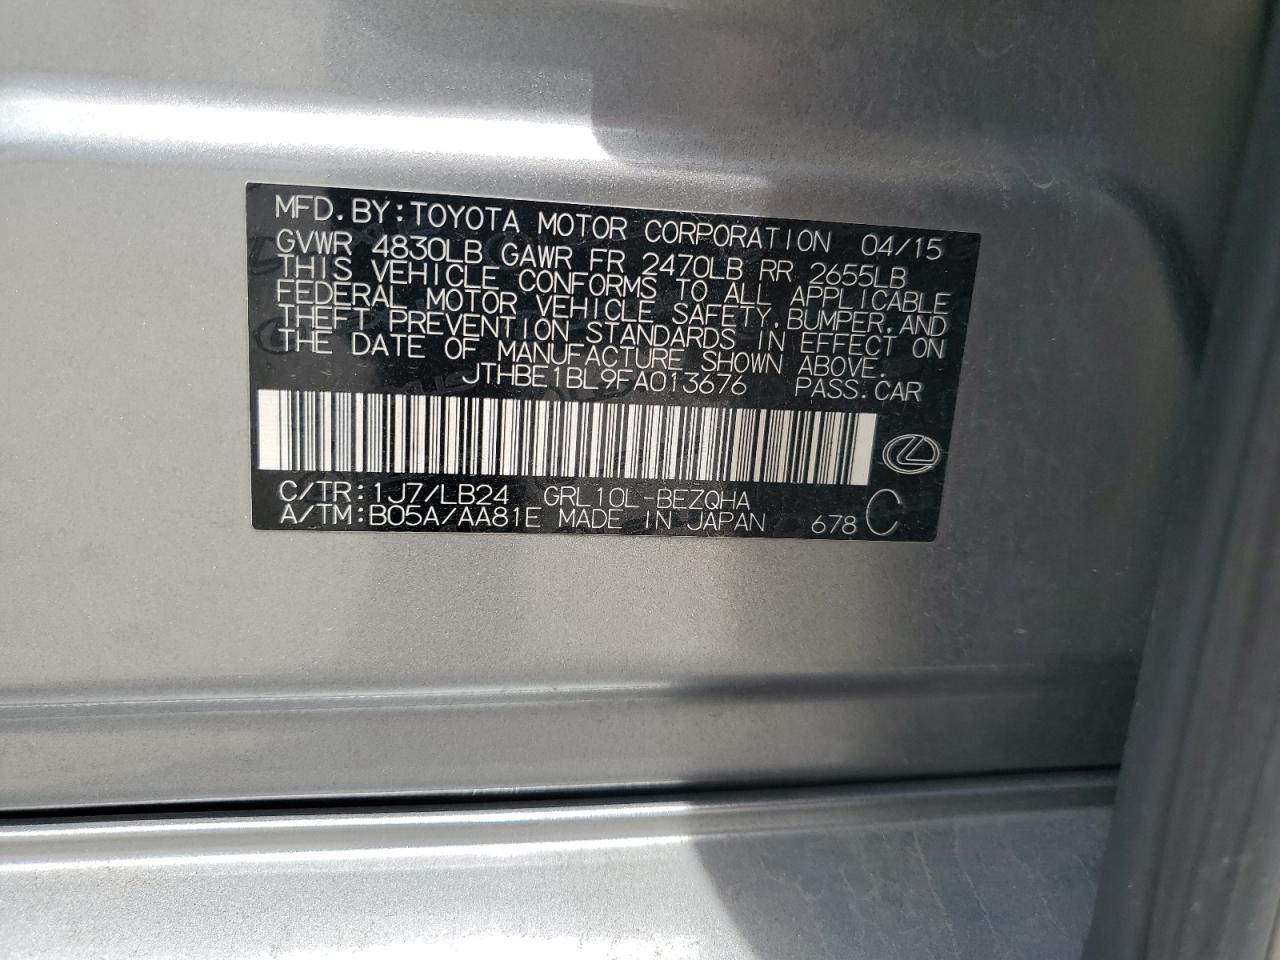 MFD.BY:TOYOTA MOTOR CORPORATION 04/15
GVWR 4830LB GAWR FR 2470LB RR 2655LB
THIS VEHICLE CONFORMS TO ALL APPLICABLE
FEDERAL MOTOR VEHICLE SAFETY,BUMPER,AND
THEFT PREVENTION STANDARDS IN EFFECT ON
THE DATE OF MANUFACTURE SHOWN ABOVE.
JTHBE1BL9FA013676 PASS.CAR
C/TR:1J7/LB24 GRL10L-BEZQHA
A/TM:B05A/AA81E MADE IN JAPAN 678 C